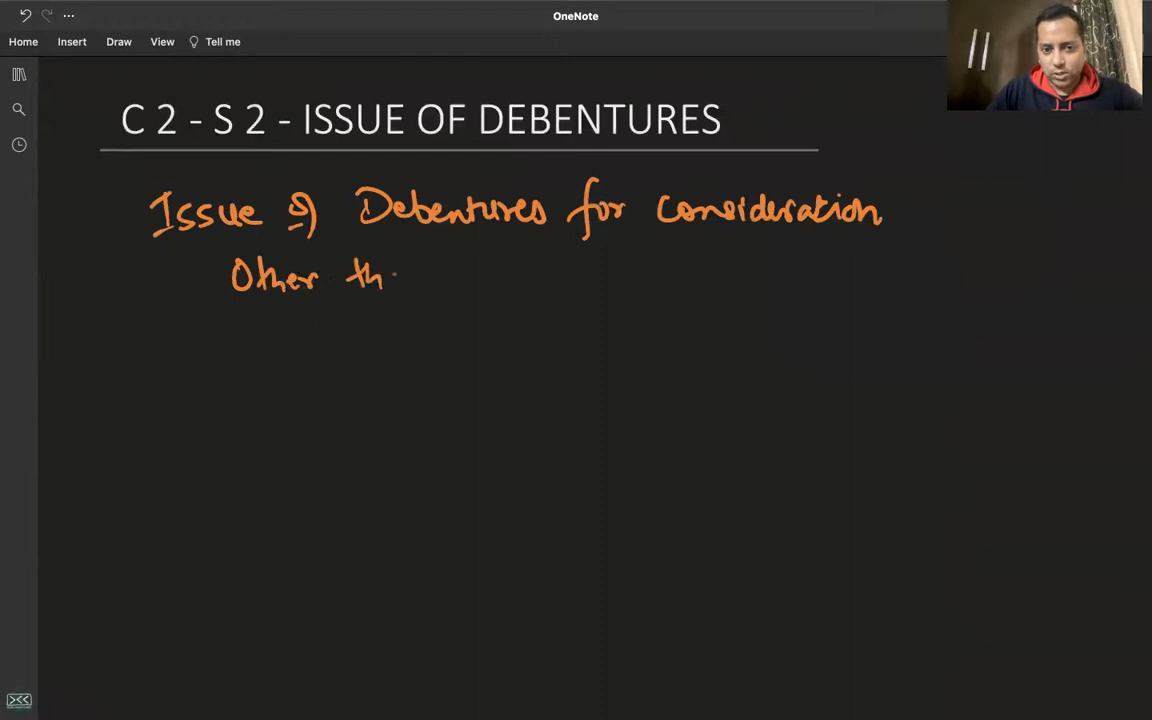 OneNote
Home Insert Draw View Tell me
C 2 - S 2 - ISSUE OF DEBENTURES
Issue of Debentures for consideration
Other th